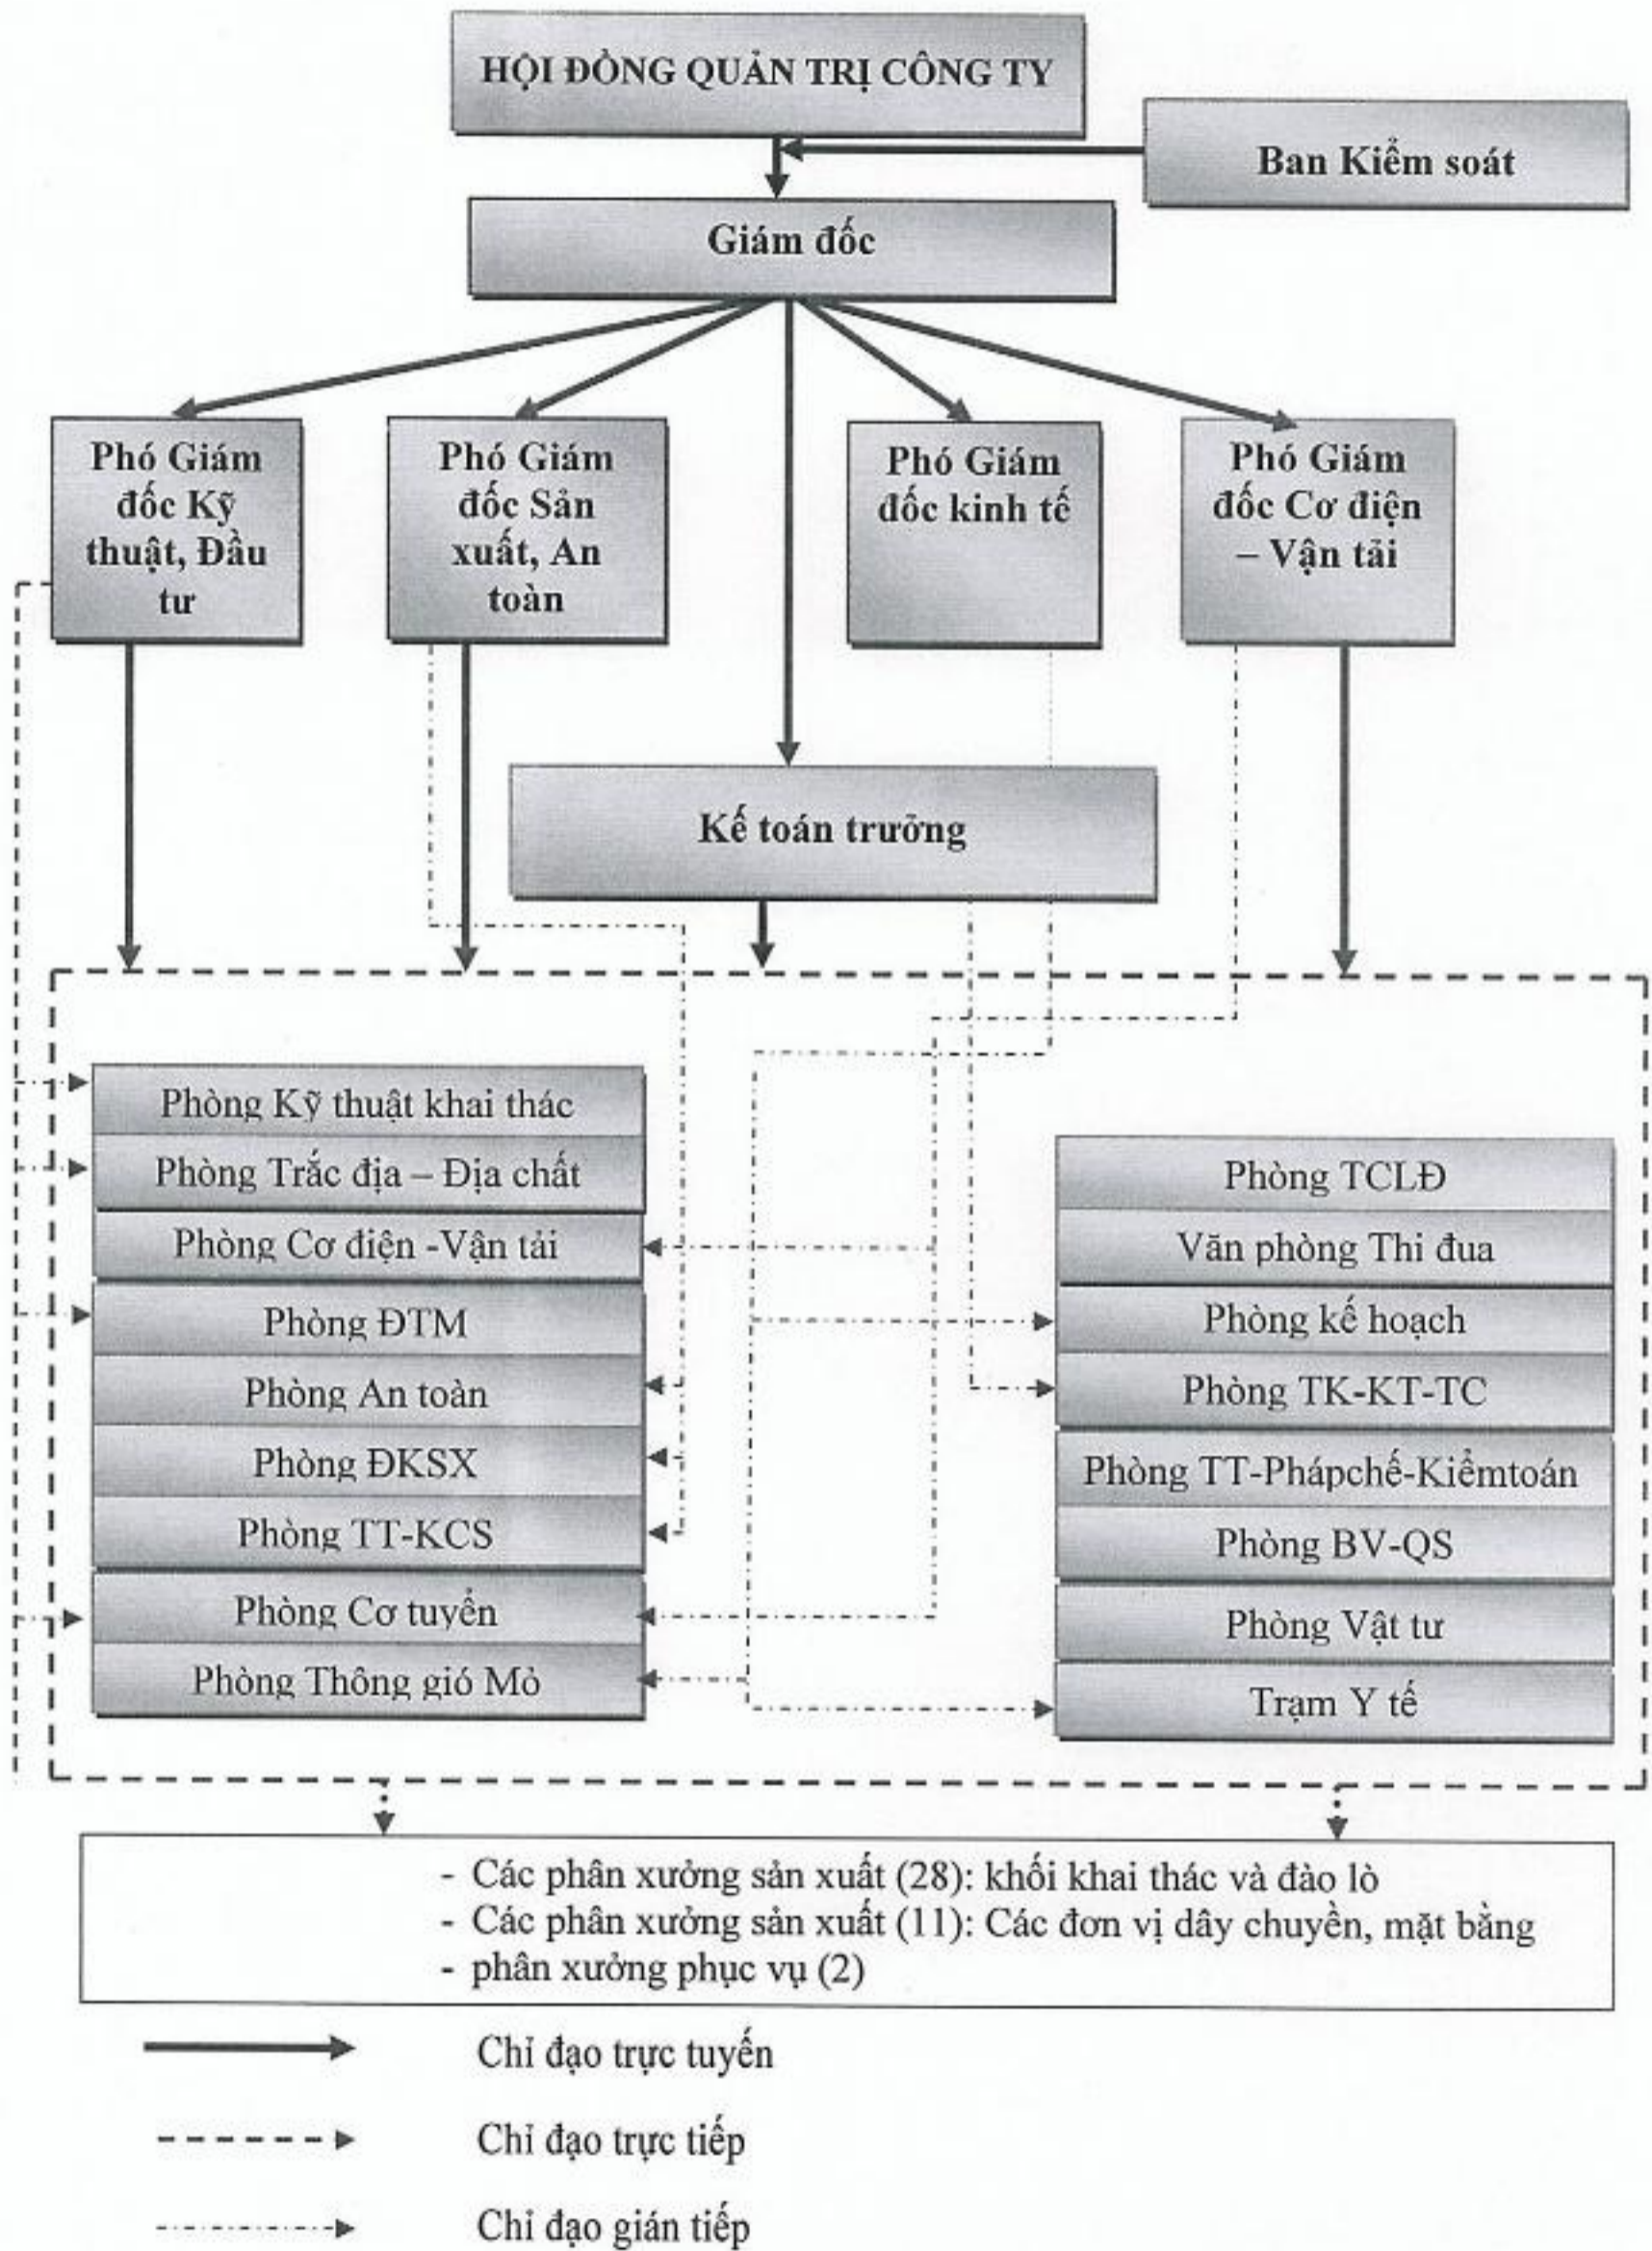 HỘI ĐỒNG QUẢN TRỊ CÔNG TY
Ban Kiểm soát
Giám đốc
Phó Giám
đốc Kỹ
thuật, Đầu
tư
Phó Giám
đốc Sản
xuất, An
toàn
Phó Giám
đốc kinh tế
Phó Giám
đốc Cơ điện
– Vận tải
Kế toán trưởng
Phòng Kỹ thuật khai thác
Phòng Trắc địa – Địa chất
Phòng Cơ điện -Vận tải
Phòng ĐTM
Phòng An toàn
Phòng ĐKSX
Phòng TT-KCS
Phòng Cơ tuyển
Phòng Thông gió Mỏ
Phòng TCLĐ
Văn phòng Thi đua
Phòng kế hoạch
Phòng TK-KT-TC
Phòng TT-Phápchế-Kiểmtoán
Phòng BV-QS
Phòng Vật tư
Trạm Y tế
- Các phân xưởng sản xuất (28): khối khai thác và đào lò
- Các phân xưởng sản xuất (11): Các đơn vị dây chuyền, mặt bằng
- phân xưởng phục vụ (2)
Chỉ đạo trực tuyến
Chỉ đạo trực tiếp
Chỉ đạo gián tiếp